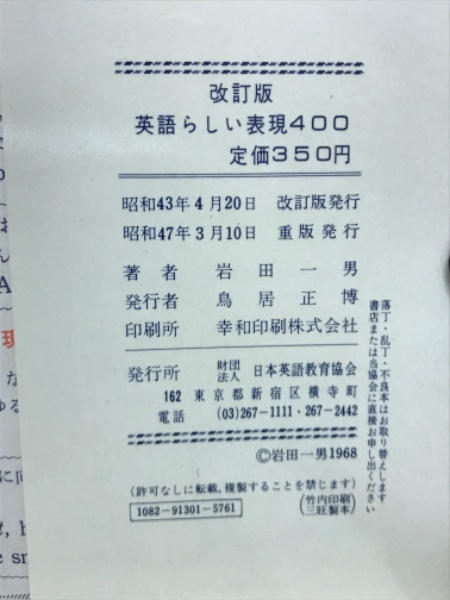 改訂版
英語らしい表現400
定価350円
昭和43年4月20日 改訂版発行
昭和47年3月10日 重版発行
著者 岩田一男
発行者 鳥居正博
印刷所 幸和印刷株式会社
発行所 財団法人 日本英語教育協会
162 東京都新宿区横寺町
電話 (03)267-1111・267-2442
©岩田一男1968
(許可なしに転載,複製することを禁じます)
1082-91301-5761
(竹内印刷 三旺製本)
落丁・乱丁・不良本はお取り替えします
書店または当協会に直接お申し出ください